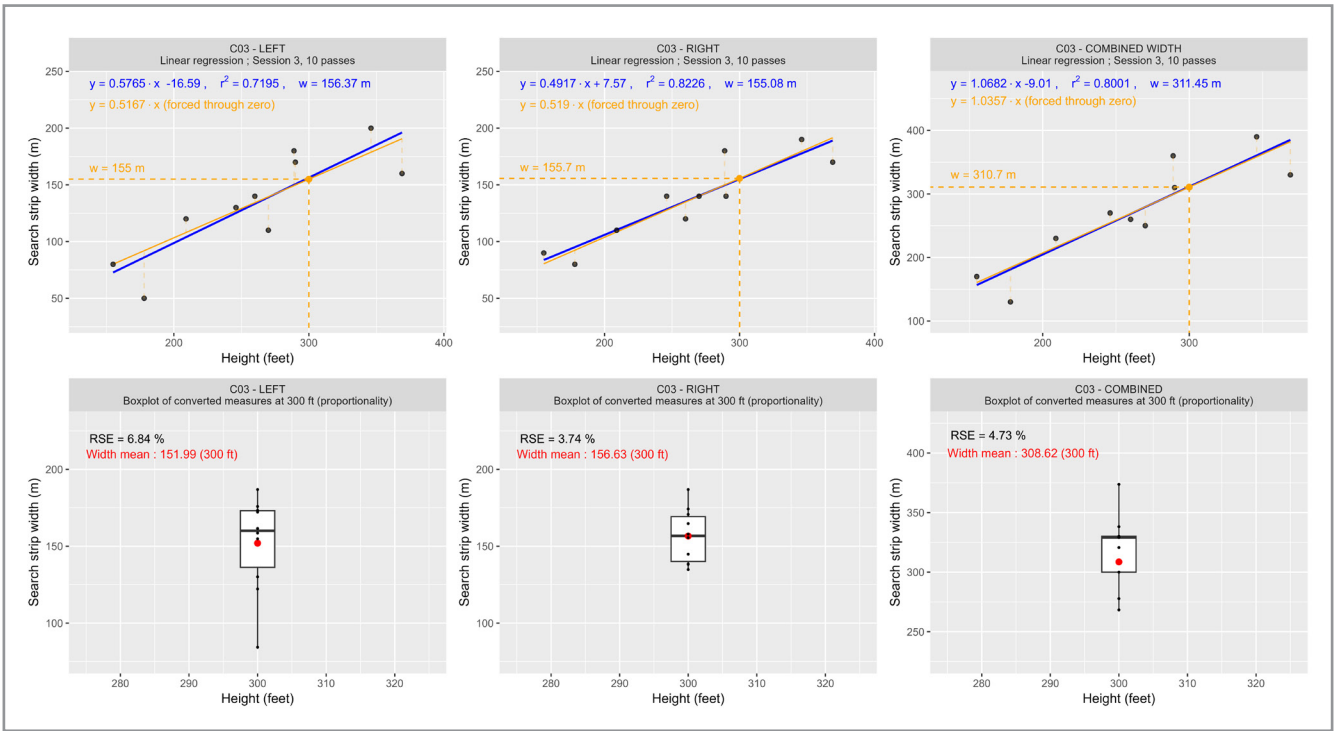 C03 - LEFT
Linear regression ; Session 3, 10 passes
y = 0.5765 · x -16.59 , r² = 0.7195 , w = 156.37 m
y = 0.5167 · x (forced through zero)
w = 155 m
250
200
150
100
50
Search strip width (m)
200
300
400
Height (feet)
C03 - RIGHT
Linear regression ; Session 3, 10 passes
y = 0.4917 · x + 7.57 , r² = 0.8226 , w = 155.08 m
y = 0.519 · x (forced through zero)
w = 155.7 m
250
200
150
100
50
Search strip width (m)
200
300
400
Height (feet)
C03 - COMBINED WIDTH
Linear regression ; Session 3, 10 passes
y = 1.0682 · x -9.01 , r² = 0.8001 , w = 311.45 m
y = 1.0357 · x (forced through zero)
w = 310.7 m
400
300
200
100
Search strip width (m)
200
300
Height (feet)
C03 - LEFT
Boxplot of converted measures at 300 ft (proportionality)
RSE = 6.84 %
Width mean : 151.99 (300 ft)
200
150
100
Search strip width (m)
280
290
300
310
320
Height (feet)
C03 - RIGHT
Boxplot of converted measures at 300 ft (proportionality)
RSE = 3.74 %
Width mean : 156.63 (300 ft)
200
150
100
Search strip width (m)
280
290
300
310
320
Height (feet)
C03 - COMBINED
Boxplot of converted measures at 300 ft (proportionality)
RSE = 4.73 %
Width mean : 308.62 (300 ft)
400
350
300
250
Search strip width (m)
280
290
300
310
320
Height (feet)